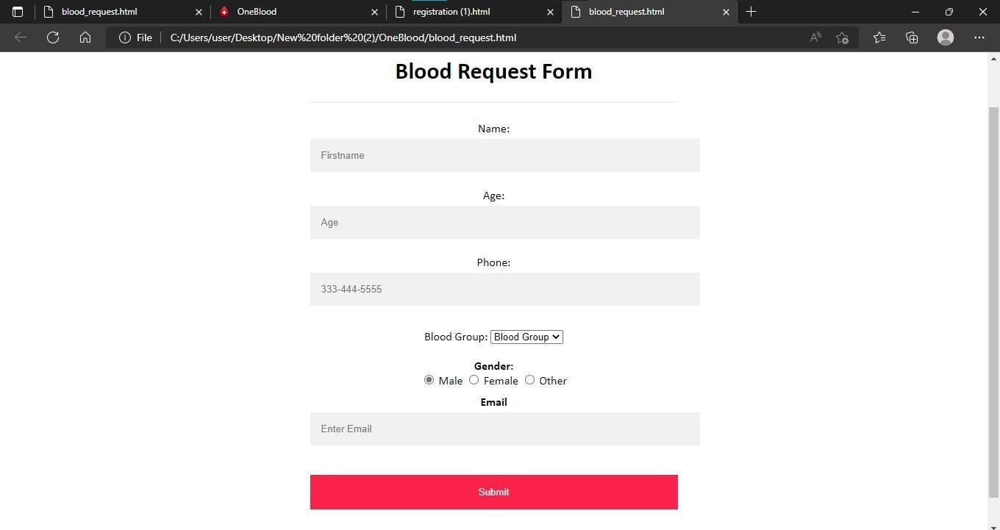 blood_request.html OneBlood registration (1).html blood_request.html
File C:/Users/user/Desktop/New%20folder%20(2)/OneBlood/blood_request.html
Blood Request Form
Name:
Firstname
Age:
Age
Phone:
333-444-5555
Blood Group: Blood Group
Gender:
Male Female Other
Email
Enter Email
Submit